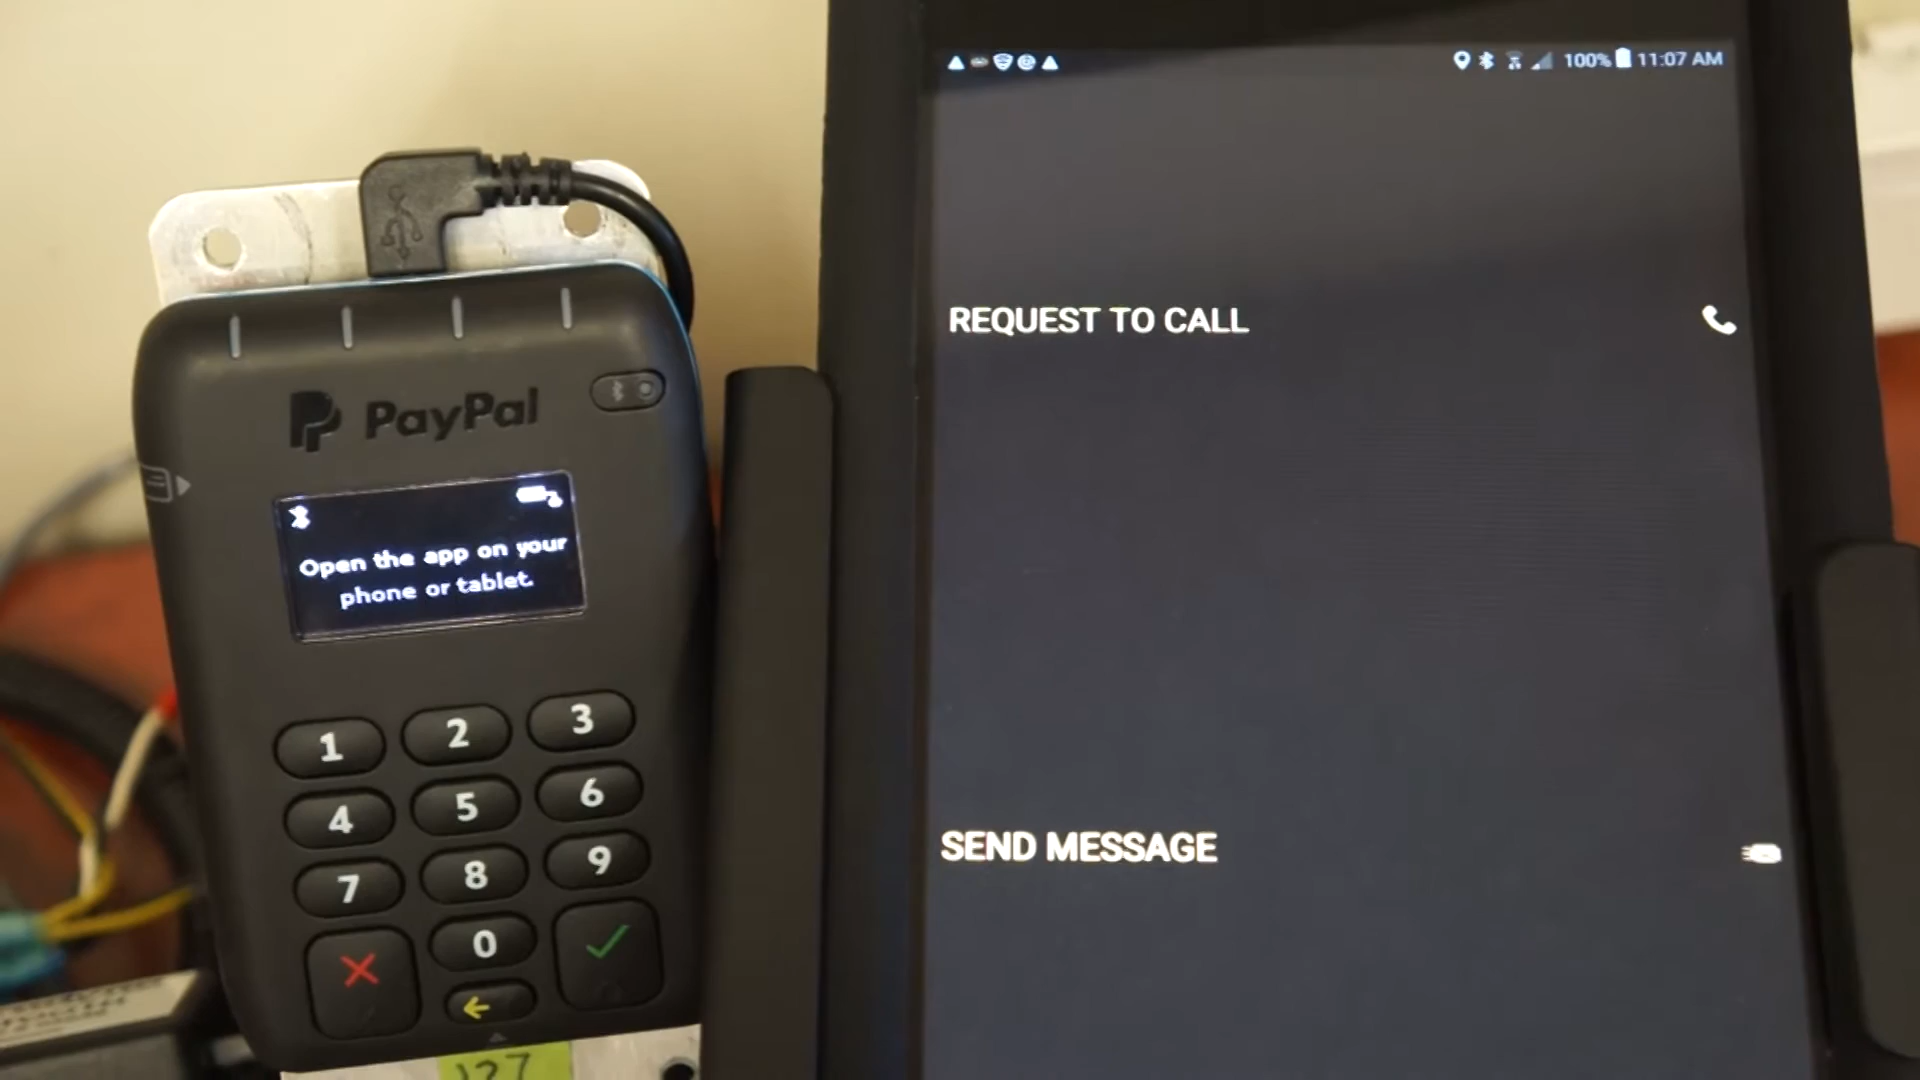 PayPal
Open the app on your
phone or tablet.
1 2 3
4 5 6
7 8 9
0
127
100% 11:07 AM
REQUEST TO CALL
SEND MESSAGE